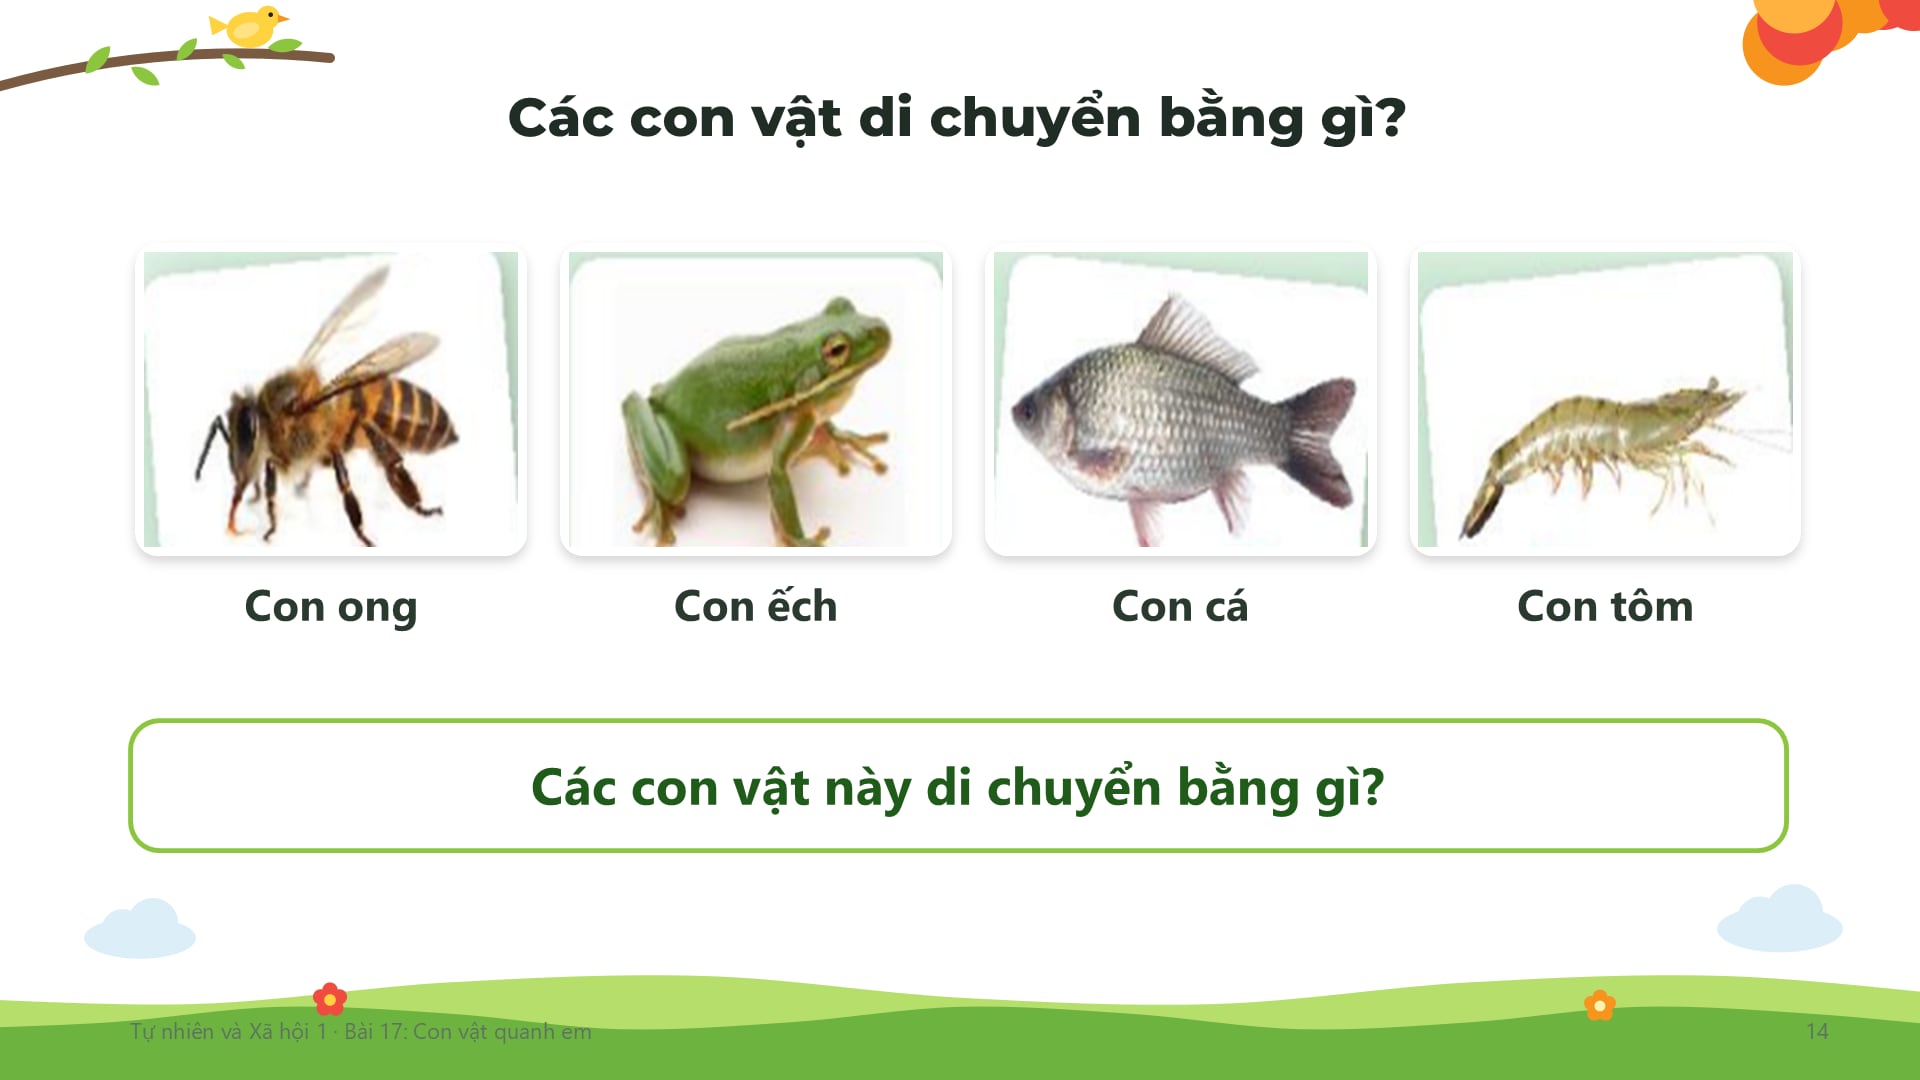 Các con vật di chuyển bằng gì?
Con ong
Con ếch
Con cá
Con tôm
Các con vật này di chuyển bằng gì?
Tự nhiên và Xã hội 1 · Bài 17: Con vật quanh em
14